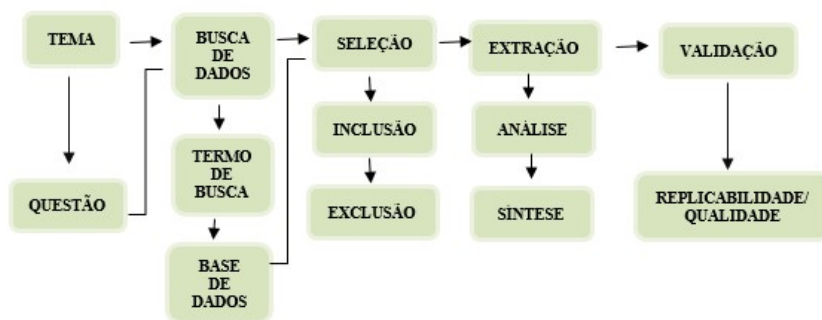 TEMA
QUESTÃO
BUSCA
DE
DADOS
TERMO
DE
BUSCA
BASE
DE
DADOS
SELEÇÃO
INCLUSÃO
EXCLUSÃO
EXTRAÇÃO
ANÁLISE
SÍNTESE
VALIDAÇÃO
REPLICABILIDADE/
QUALIDADE